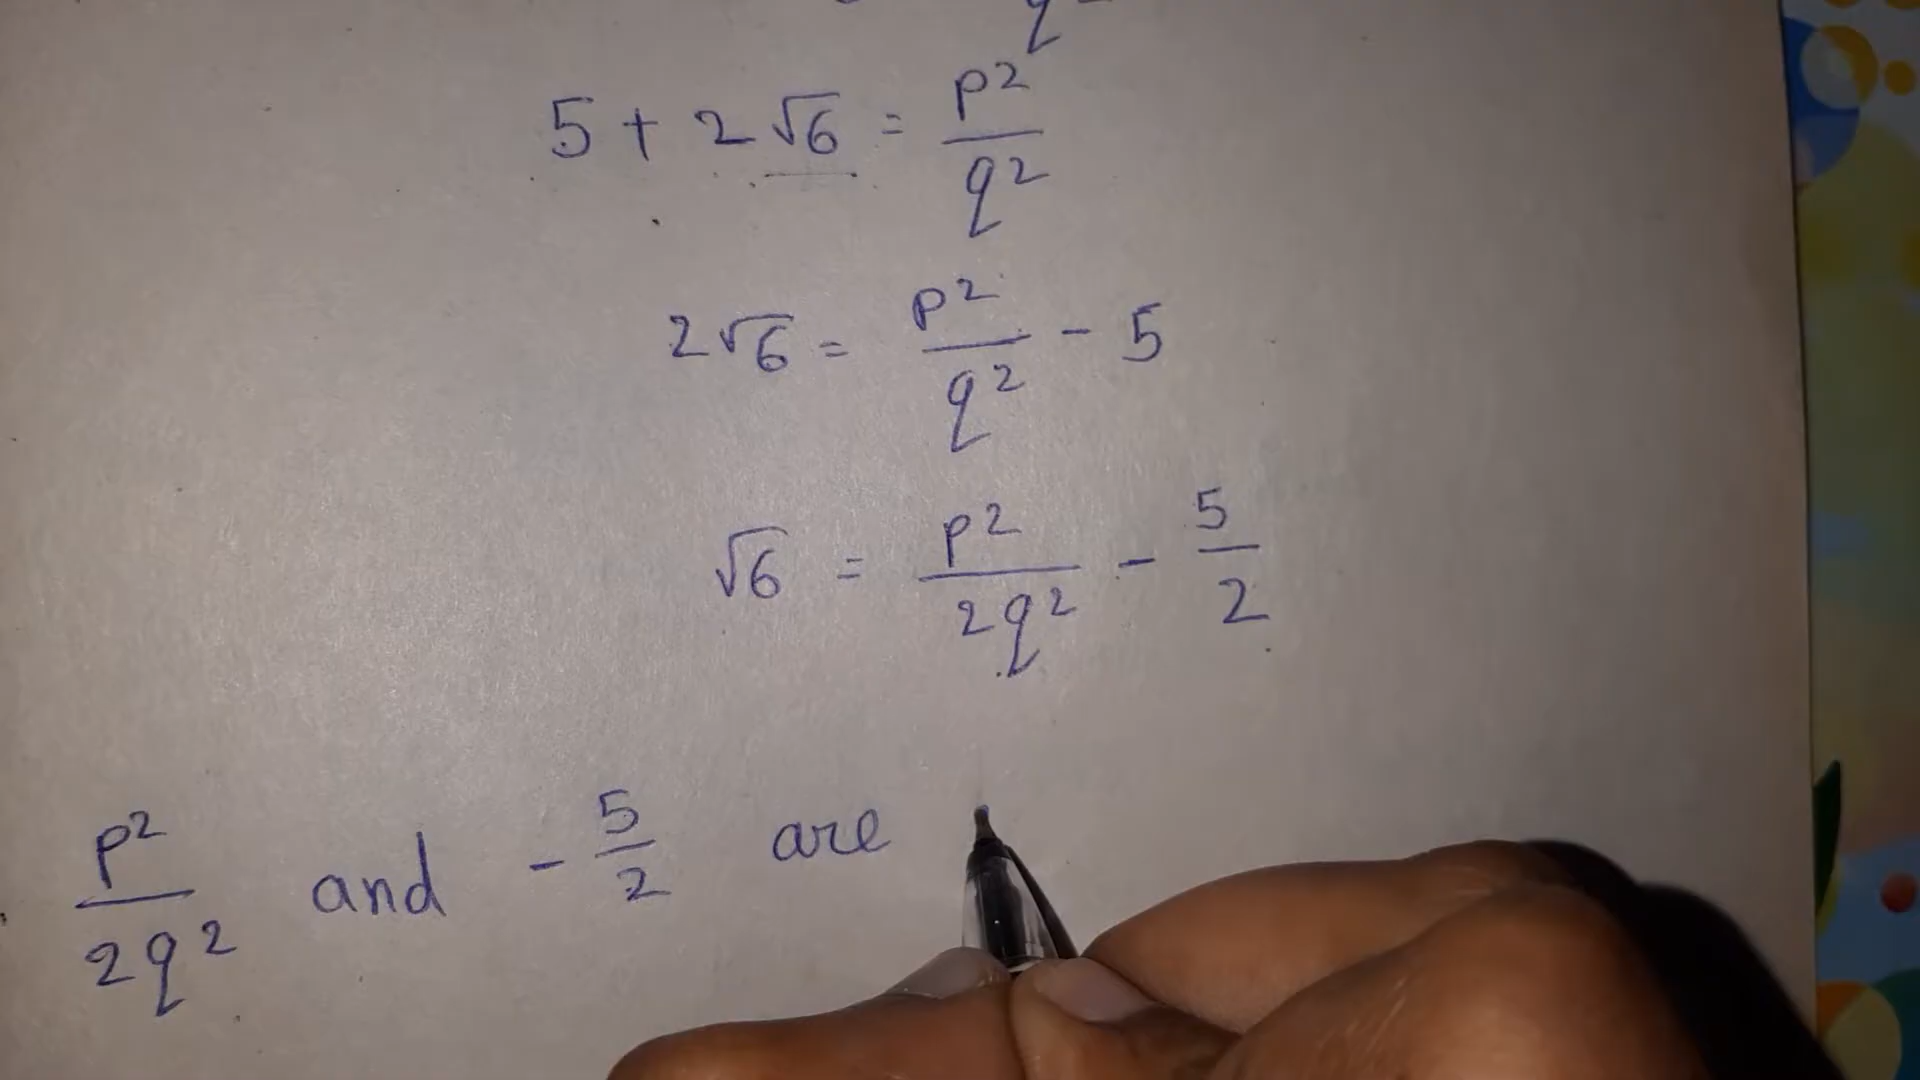 q²
5 + 2√6 = p²/q²
2√6 = p²/q² - 5
√6 = p²/2q² - 5/2
p²/2q² and - 5/2 are